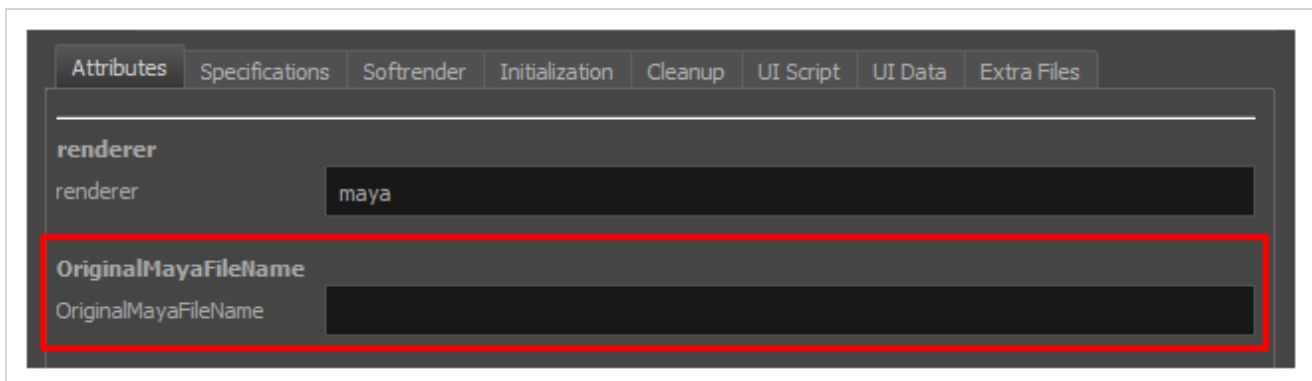 Attributes Specifications Softrender Initialization Cleanup UI Script UI Data Extra Files
renderer
renderer maya
OriginalMayaFileName
OriginalMayaFileName